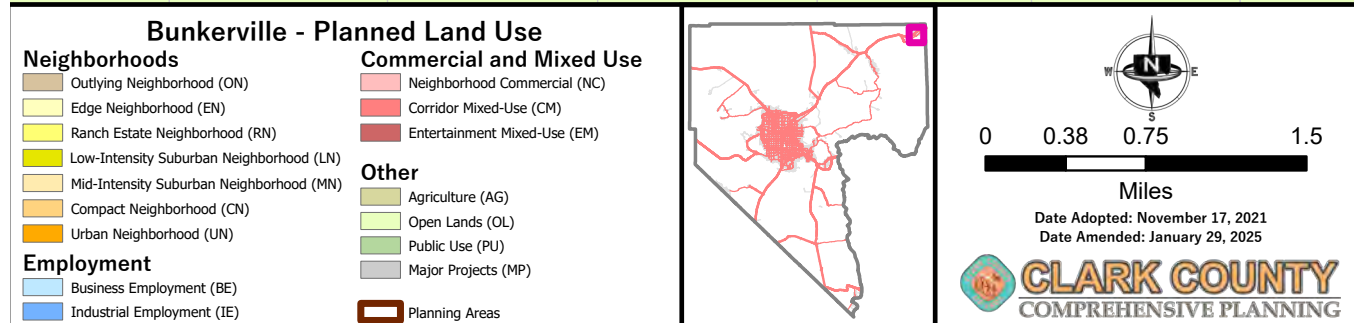 Bunkerville - Planned Land Use
Neighborhoods
Outlying Neighborhood (ON)
Edge Neighborhood (EN)
Ranch Estate Neighborhood (RN)
Low-Intensity Suburban Neighborhood (LN)
Mid-Intensity Suburban Neighborhood (MN)
Compact Neighborhood (CN)
Urban Neighborhood (UN)
Employment
Business Employment (BE)
Industrial Employment (IE)
Commercial and Mixed Use
Neighborhood Commercial (NC)
Corridor Mixed-Use (CM)
Entertainment Mixed-Use (EM)
Other
Agriculture (AG)
Open Lands (OL)
Public Use (PU)
Major Projects (MP)
Planning Areas
W N E
S
0 0.38 0.75 1.5
Miles
Date Adopted: November 17, 2021
Date Amended: January 29, 2025
CLARK COUNTY
COMPREHENSIVE PLANNING